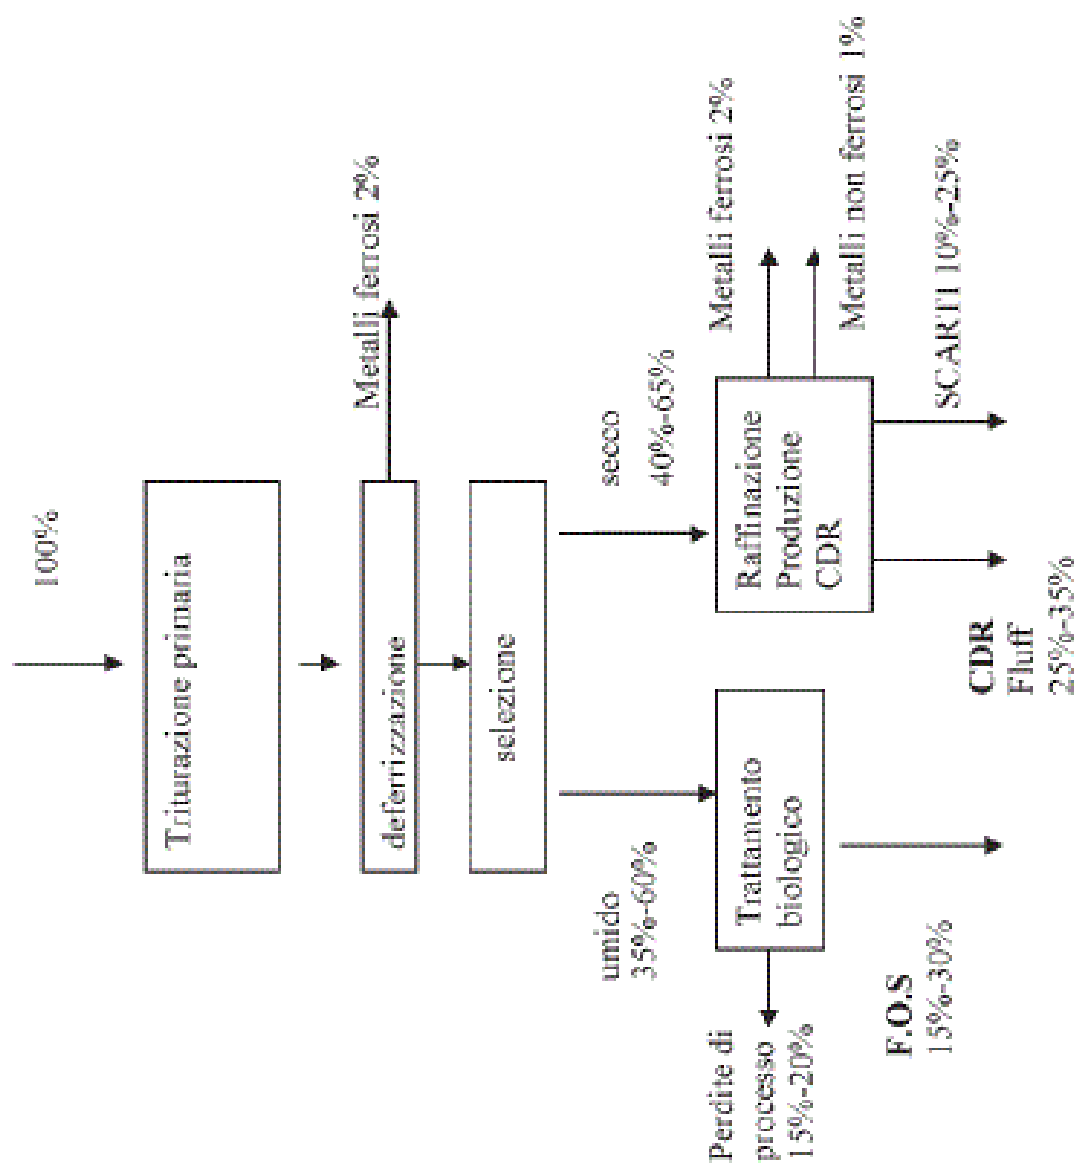 100%
Triturazione primaria
deferrizzazione
Metalli ferrosi 2%
selezione
umido
35%-60%
secco
40%-65%
Trattamento
biologico
Perdite di
processo
15%-20%
Raffinazione
Produzione
CDR
Metalli ferrosi 2%
Metalli non ferrosi 1%
F.O.S
15%-30%
CDR
Fluff
25%-35%
SCARTI 10%-25%